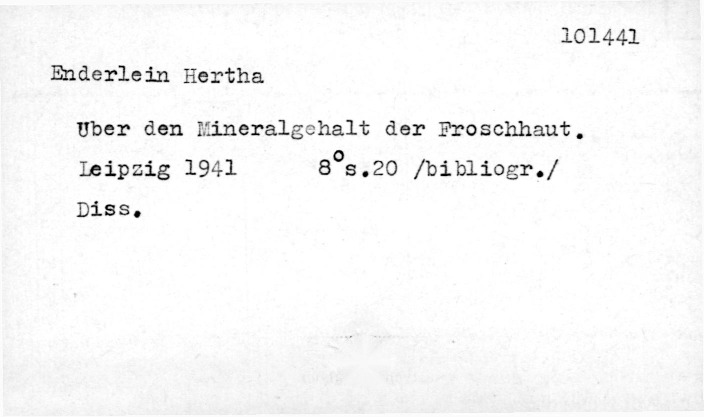 101441
Enderlein Hertha
Uber den Mineralgehalt der Froschhaut.
Leipzig 1941 8°s.20 /bibliogr./
Diss.